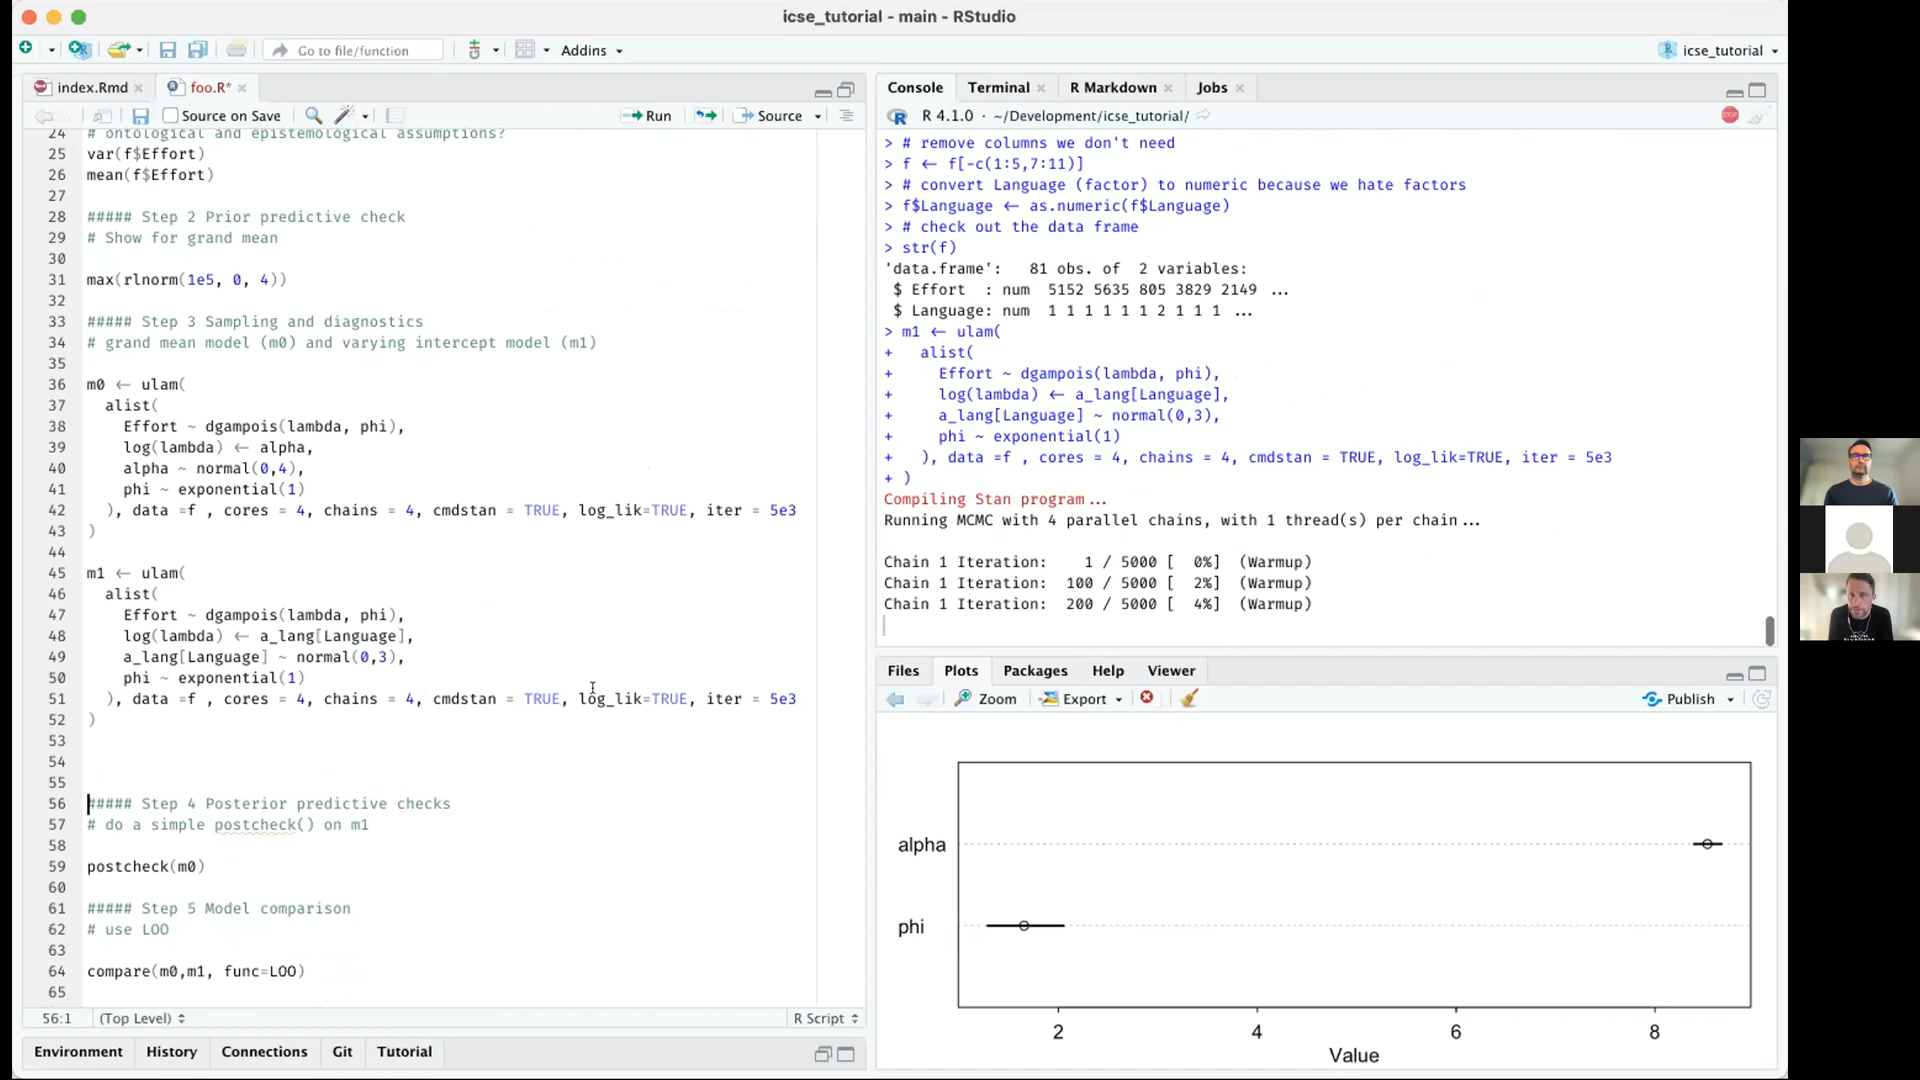 icse_tutorial - main - RStudio
Go to file/function
Addins
icse_tutorial
index.Rmd
foo.R*
Source on Save
Run
Source
24 # ontological and epistemological assumptions?
25 var(f$Effort)
26 mean(f$Effort)
27
28 ##### Step 2 Prior predictive check
29 # Show for grand mean
30
31 max(rlnorm(1e5, 0, 4))
32
33 ##### Step 3 Sampling and diagnostics
34 # grand mean model (m0) and varying intercept model (m1)
35
36 m0 ← ulam(
37 alist(
38 Effort ~ dgampois(lambda, phi),
39 log(lambda) ← alpha,
40 alpha ~ normal(0,4),
41 phi ~ exponential(1)
42 ), data =f , cores = 4, chains = 4, cmdstan = TRUE, log_lik=TRUE, iter = 5e3
43 )
44
45 m1 ← ulam(
46 alist(
47 Effort ~ dgampois(lambda, phi),
48 log(lambda) ← a_lang[Language],
49 a_lang[Language] ~ normal(0,3),
50 phi ~ exponential(1)
51 ), data =f , cores = 4, chains = 4, cmdstan = TRUE, log_lik=TRUE, iter = 5e3
52 )
53
54
55
56 ##### Step 4 Posterior predictive checks
57 # do a simple postcheck() on m1
58
59 postcheck(m0)
60
61 ##### Step 5 Model comparison
62 # use LOO
63
64 compare(m0,m1, func=LOO)
65
56:1
(Top Level)
R Script
Environment
History
Connections
Git
Tutorial
Console
Terminal
R Markdown
Jobs
R 4.1.0 · ~/Development/icse_tutorial/
> # remove columns we don't need
> f ← f[-c(1:5,7:11)]
> # convert Language (factor) to numeric because we hate factors
> f$Language ← as.numeric(f$Language)
> # check out the data frame
> str(f)
'data.frame': 81 obs. of 2 variables:
$ Effort : num 5152 5635 805 3829 2149 ...
$ Language: num 1 1 1 1 1 1 2 1 1 1 ...
> m1 ← ulam(
+ alist(
+ Effort ~ dgampois(lambda, phi),
+ log(lambda) ← a_lang[Language],
+ a_lang[Language] ~ normal(0,3),
+ phi ~ exponential(1)
+ ), data =f , cores = 4, chains = 4, cmdstan = TRUE, log_lik=TRUE, iter = 5e3
+ )
Compiling Stan program...
Running MCMC with 4 parallel chains, with 1 thread(s) per chain...
Chain 1 Iteration: 1 / 5000 [ 0%] (Warmup)
Chain 1 Iteration: 100 / 5000 [ 2%] (Warmup)
Chain 1 Iteration: 200 / 5000 [ 4%] (Warmup)
Files
Plots
Packages
Help
Viewer
Zoom
Export
Publish
alpha
phi
2 4 6 8
Value